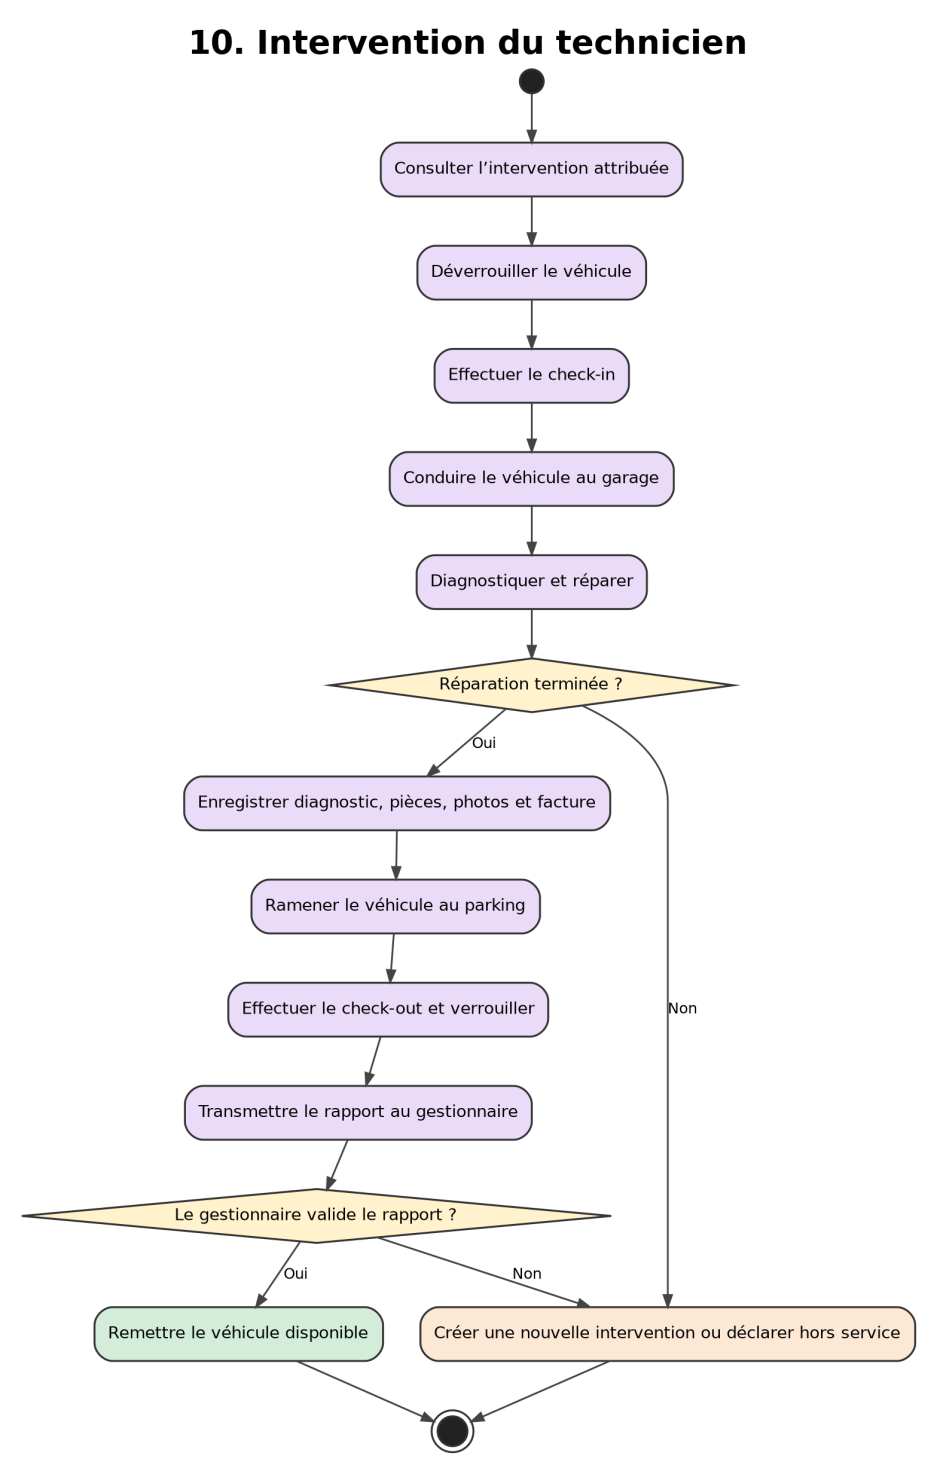 10. Intervention du technicien
Consulter l’intervention attribuée
Déverrouiller le véhicule
Effectuer le check-in
Conduire le véhicule au garage
Diagnostiquer et réparer
Réparation terminée ?
Oui
Enregistrer diagnostic, pièces, photos et facture
Ramener le véhicule au parking
Effectuer le check-out et verrouiller
Non
Transmettre le rapport au gestionnaire
Le gestionnaire valide le rapport ?
Oui
Non
Remettre le véhicule disponible
Créer une nouvelle intervention ou déclarer hors service